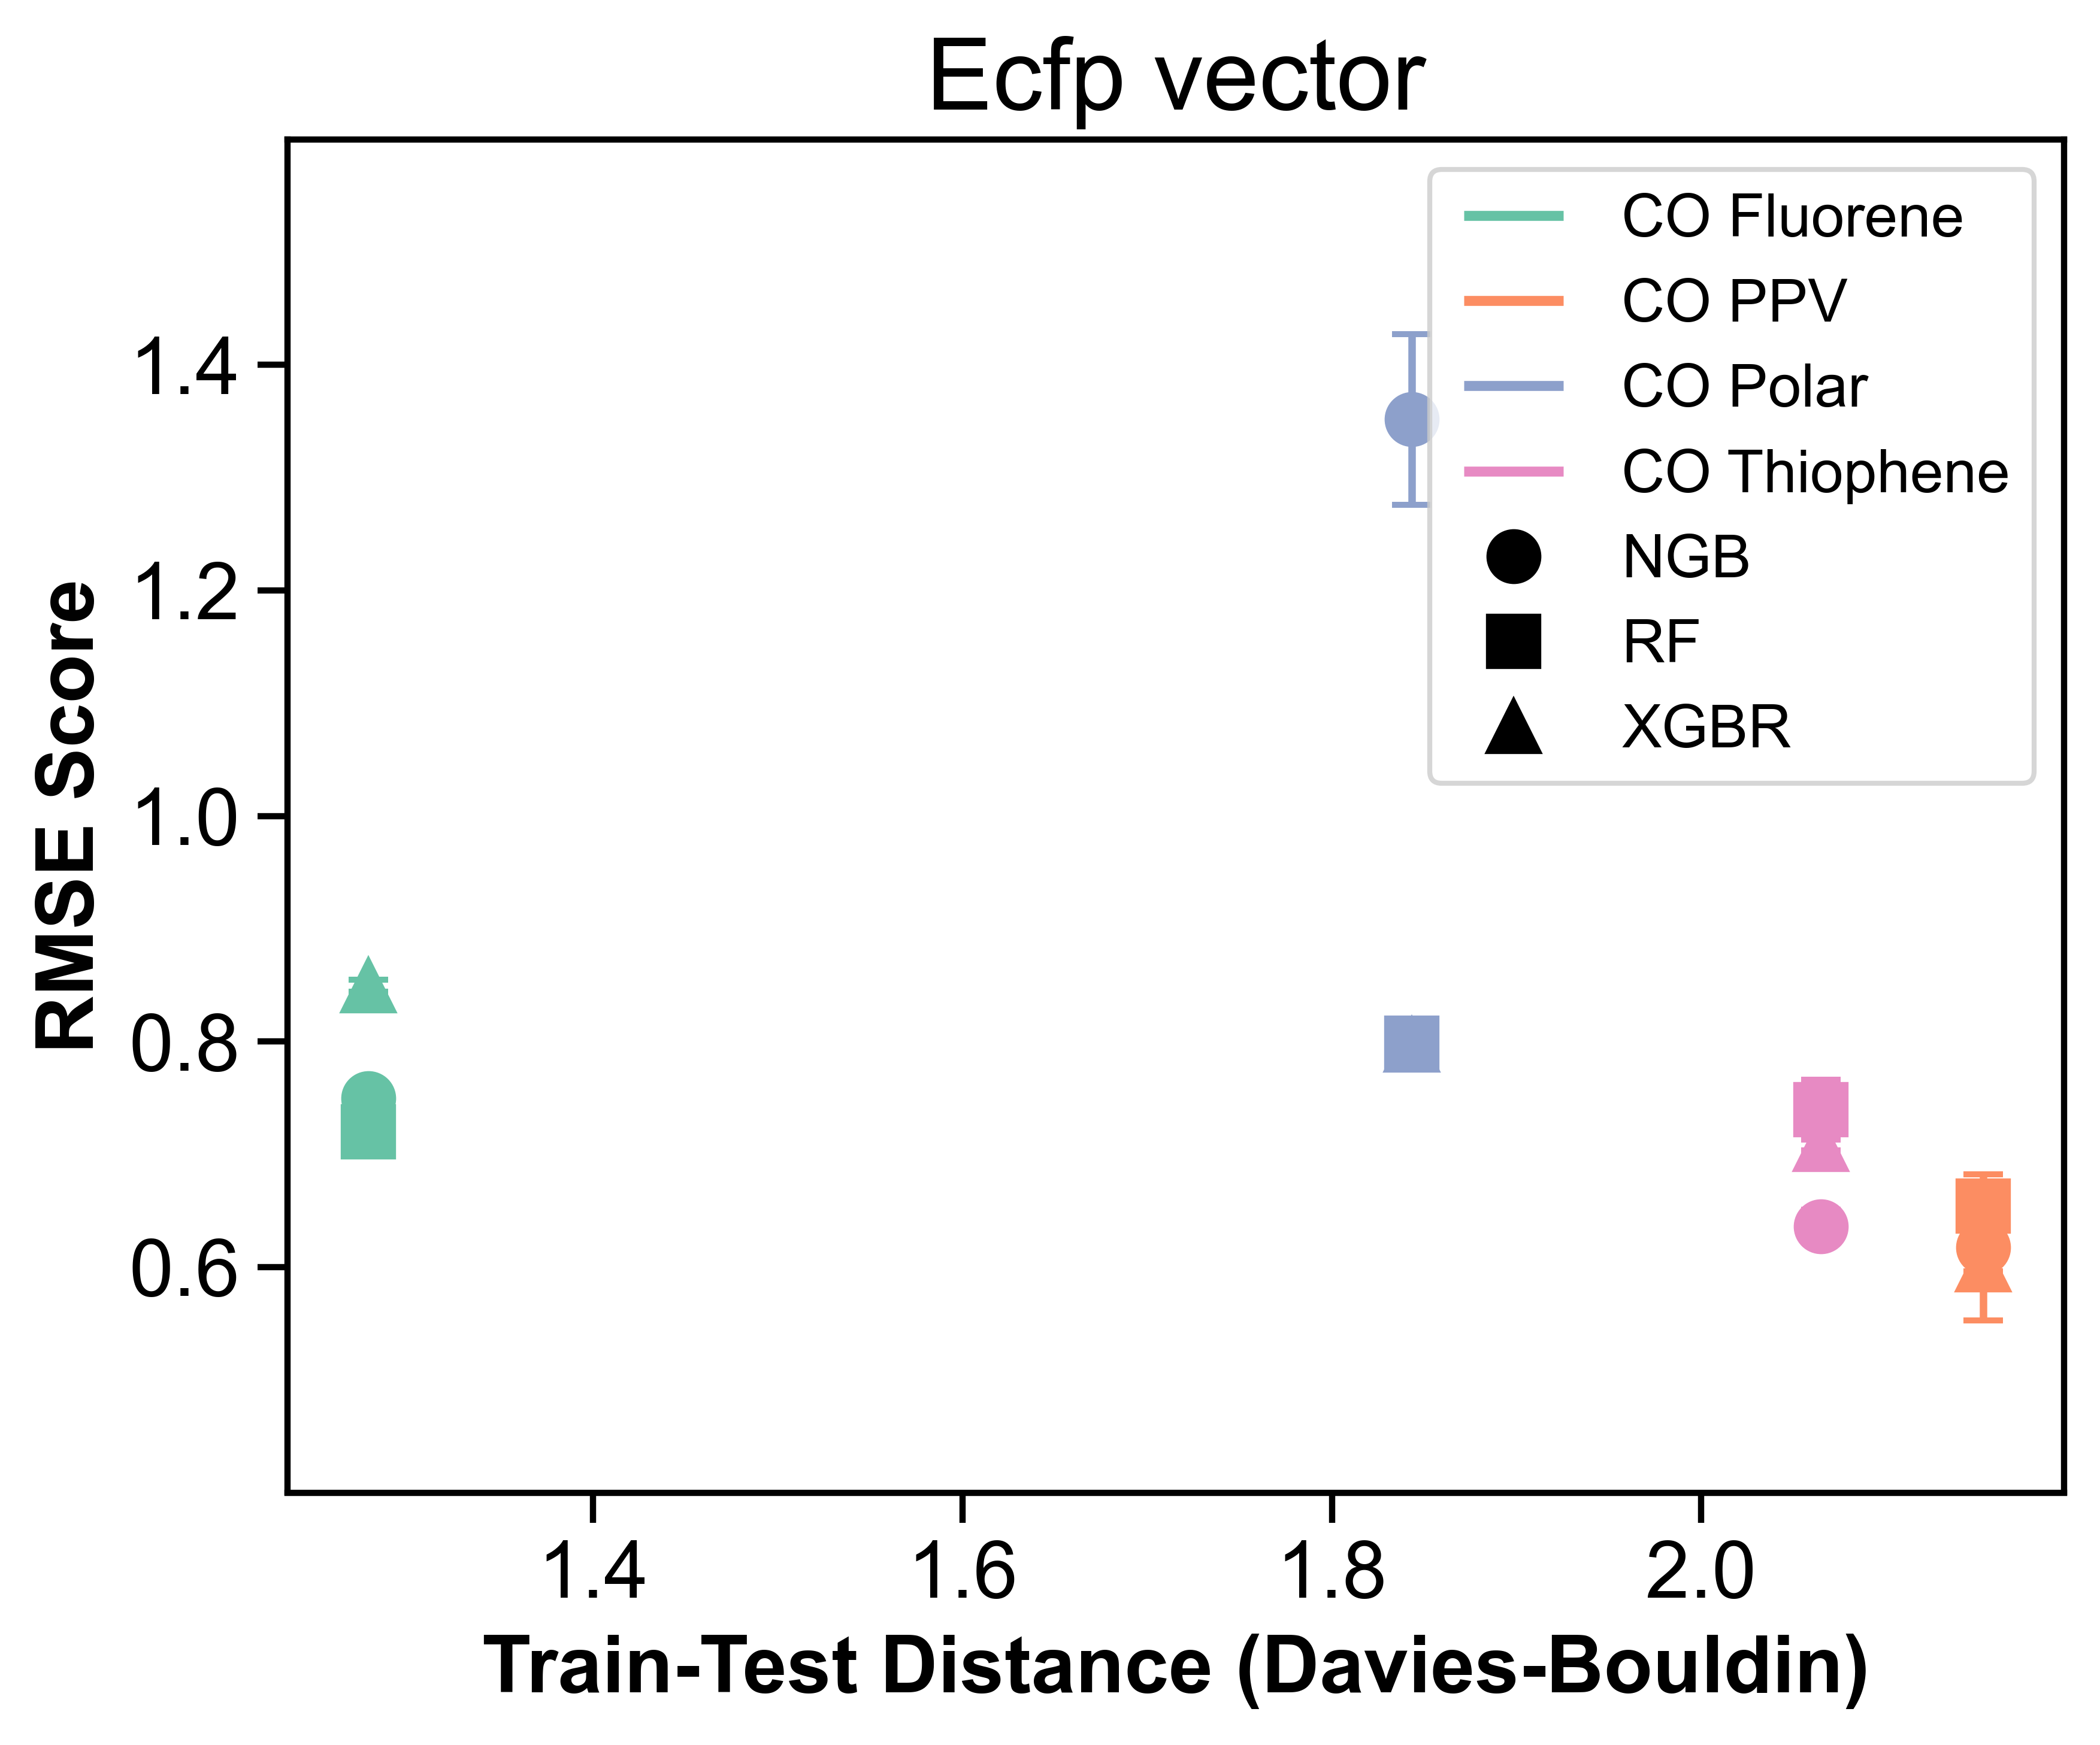 Ecfp vector
CO Fluorene
CO PPV
CO Polar
CO Thiophene
NGB
RF
XGBR
RMSE Score
1.4
1.2
1.0
0.8
0.6
1.4
1.6
1.8
2.0
Train-Test Distance (Davies-Bouldin)